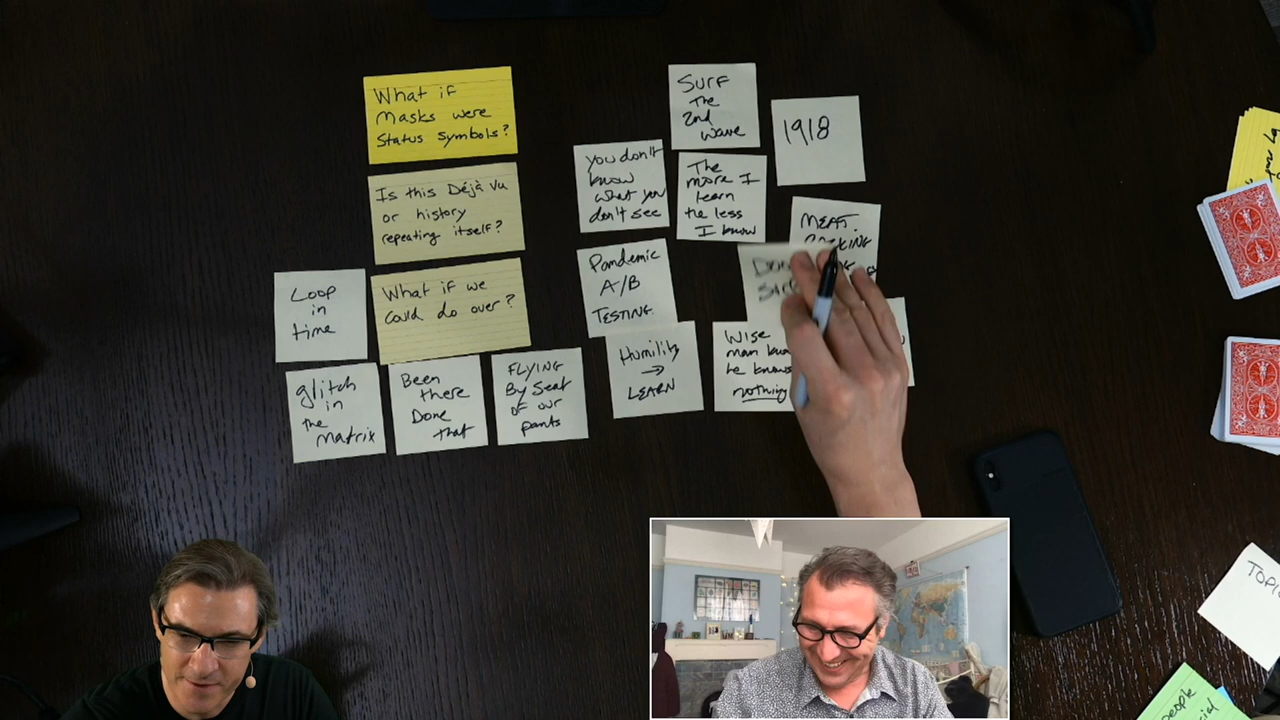 What if
Masks were
Status symbols?
Is this Déjà vu
or history
repeating itself?
What if we
could do over?
Loop
in
time
glitch
in
the
Matrix
Been
there
Done
that
FLYING
By Seat
OF our
pants
Surf
the
2nd
wave
1918
you don't
know
what you
don't see
The
more I
learn
the less
I know
Pandemic
A/B
TESTING
Humility
→
LEARN
MEAT
Wise
man
he knows
nothing
people